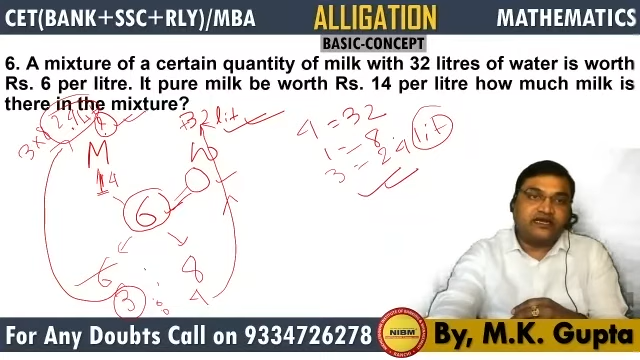 CET(BANK+SSC+RLY)/MBA
ALLIGATION
MATHEMATICS
BASIC-CONCEPT
6. A mixture of a certain quantity of milk with 32 litres of water is worth
Rs. 6 per litre. It pure milk be worth Rs. 14 per litre how much milk is
there in the mixture?
32 lit
M W
14 0
6
6 : 8
3 : 4
4 = 32
1 - 8
3 = 24 lit
NIBM
RANCHI
For Any Doubts Call on 9334726278
By, M.K. Gupta